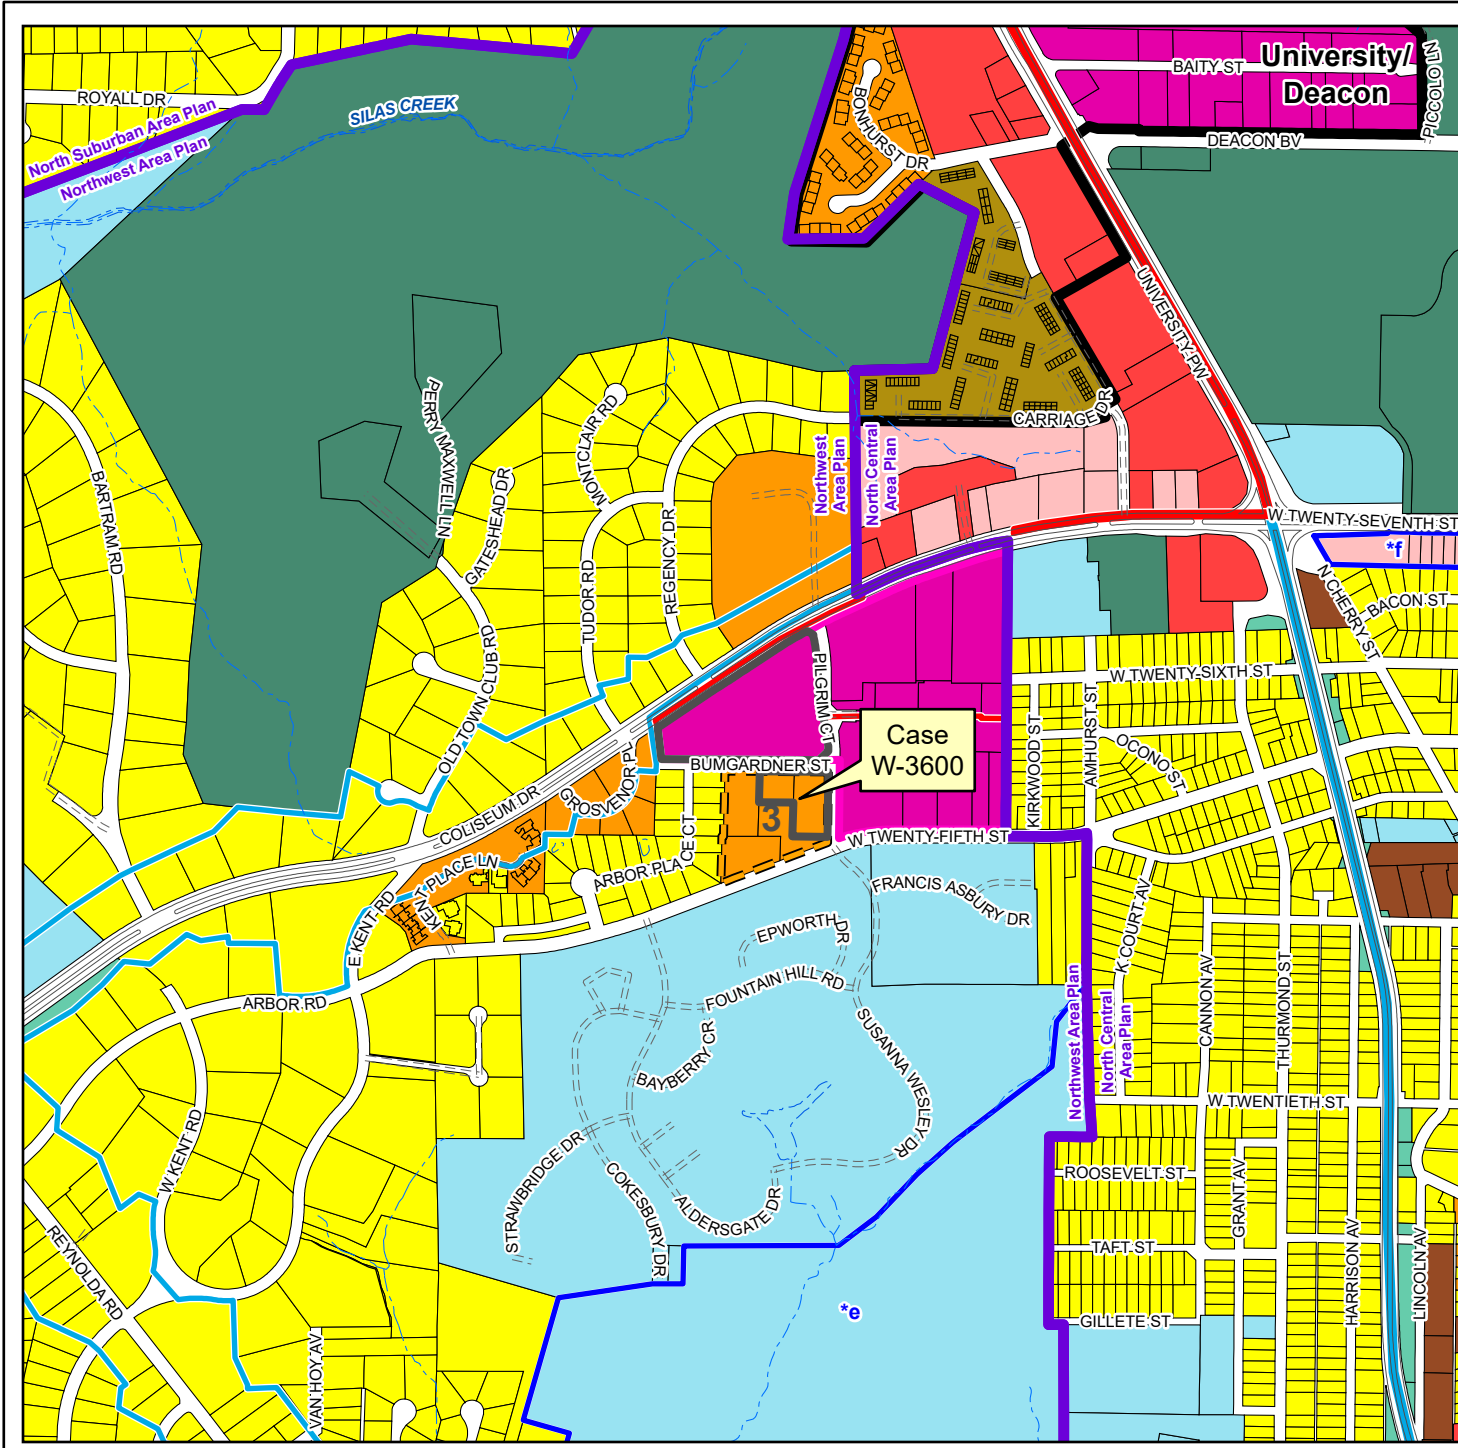 ROYALL DR
SILAS CREEK
North Suburban Area Plan
Northwest Area Plan
BONHURST DR
BAITY ST
University/
Deacon
PICCOLO LN
DEACON BV
UNIVERSITY PW
CARRIAGE DR
Northwest
Area Plan
North Central
Area Plan
PERRY MAXWELL LN
MONTCLAIR RD
GATESHEAD DR
BARTRAM RD
TUDOR RD
REGENCY DR
OLD TOWN CLUB RD
W TWENTY-SEVENTH ST
*f
N CHERRY ST
BACON ST
W TWENTY-SIXTH ST
PILGRIM CT
KIRKWOOD ST
AMHURST ST
OCONO ST
Case
W-3600
BUMGARDNER ST
GROSVENOR PL
COLISEUM DR
3
W TWENTY-FIFTH ST
ARBOR PLACE CT
KENT PLACE LN
E KENT RD
FRANCIS ASBURY DR
EPWORTH DR
K COURT AV
ARBOR RD
FOUNTAIN HILL RD
CANNON AV
THURMOND ST
Northwest Area Plan
North Central
Area Plan
BAYBERRY CR
SUSANNA WESLEY DR
W TWENTIETH ST
W KENT RD
STRAWBRIDGE DR
COKESBURY DR
ALDERSGATE DR
ROOSEVELT ST
GRANT AV
REYNOLDA RD
TAFT ST
HARRISON AV
LINCOLN AV
*e
GILLETE ST
VAN HOY AV